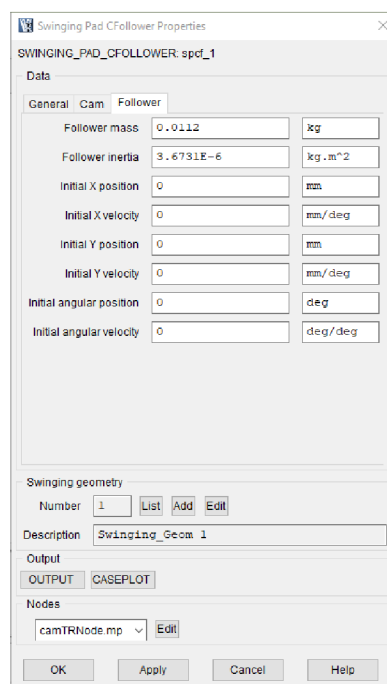 Swinging Pad CFollower Properties
SWINGING_PAD_CFOLLOWER: spcf_1
Data
General Cam Follower
Follower mass 0.0112 kg
Follower inertia 3.6731E-6 kg.m^2
Initial X position 0 mm
Initial X velocity 0 mm/deg
Initial Y position 0 mm
Initial Y velocity 0 mm/deg
Initial angular position 0 deg
Initial angular velocity 0 deg/deg
Swinging geometry
Number 1 List Add Edit
Description Swinging_Geom 1
Output
OUTPUT CASEPLOT
Nodes
camTRNode.mp Edit
OK Apply Cancel Help